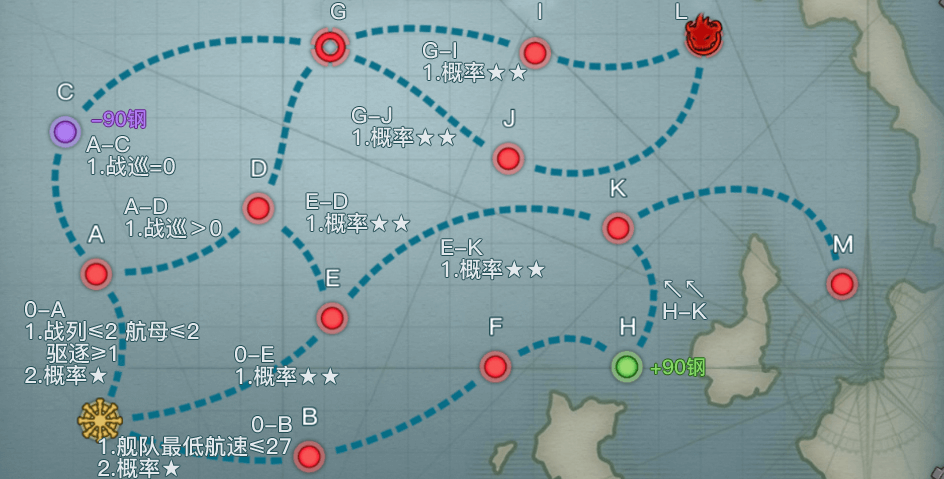 G
I
L
G-I
1.概率★★
C
-90钢
G-J
1.概率★★
J
A-C
1.战巡=0
D
K
A-D
1.战巡>0
E-D
1.概率★★
A
E-K
1.概率★★
M
E
↖↖
H-K
0-A
1.战列≤2 航母≤2
驱逐≥1
2.概率★
F
H
0-E
1.概率★★
+90钢
0-B
B
1.舰队最低航速≤27
2.概率★